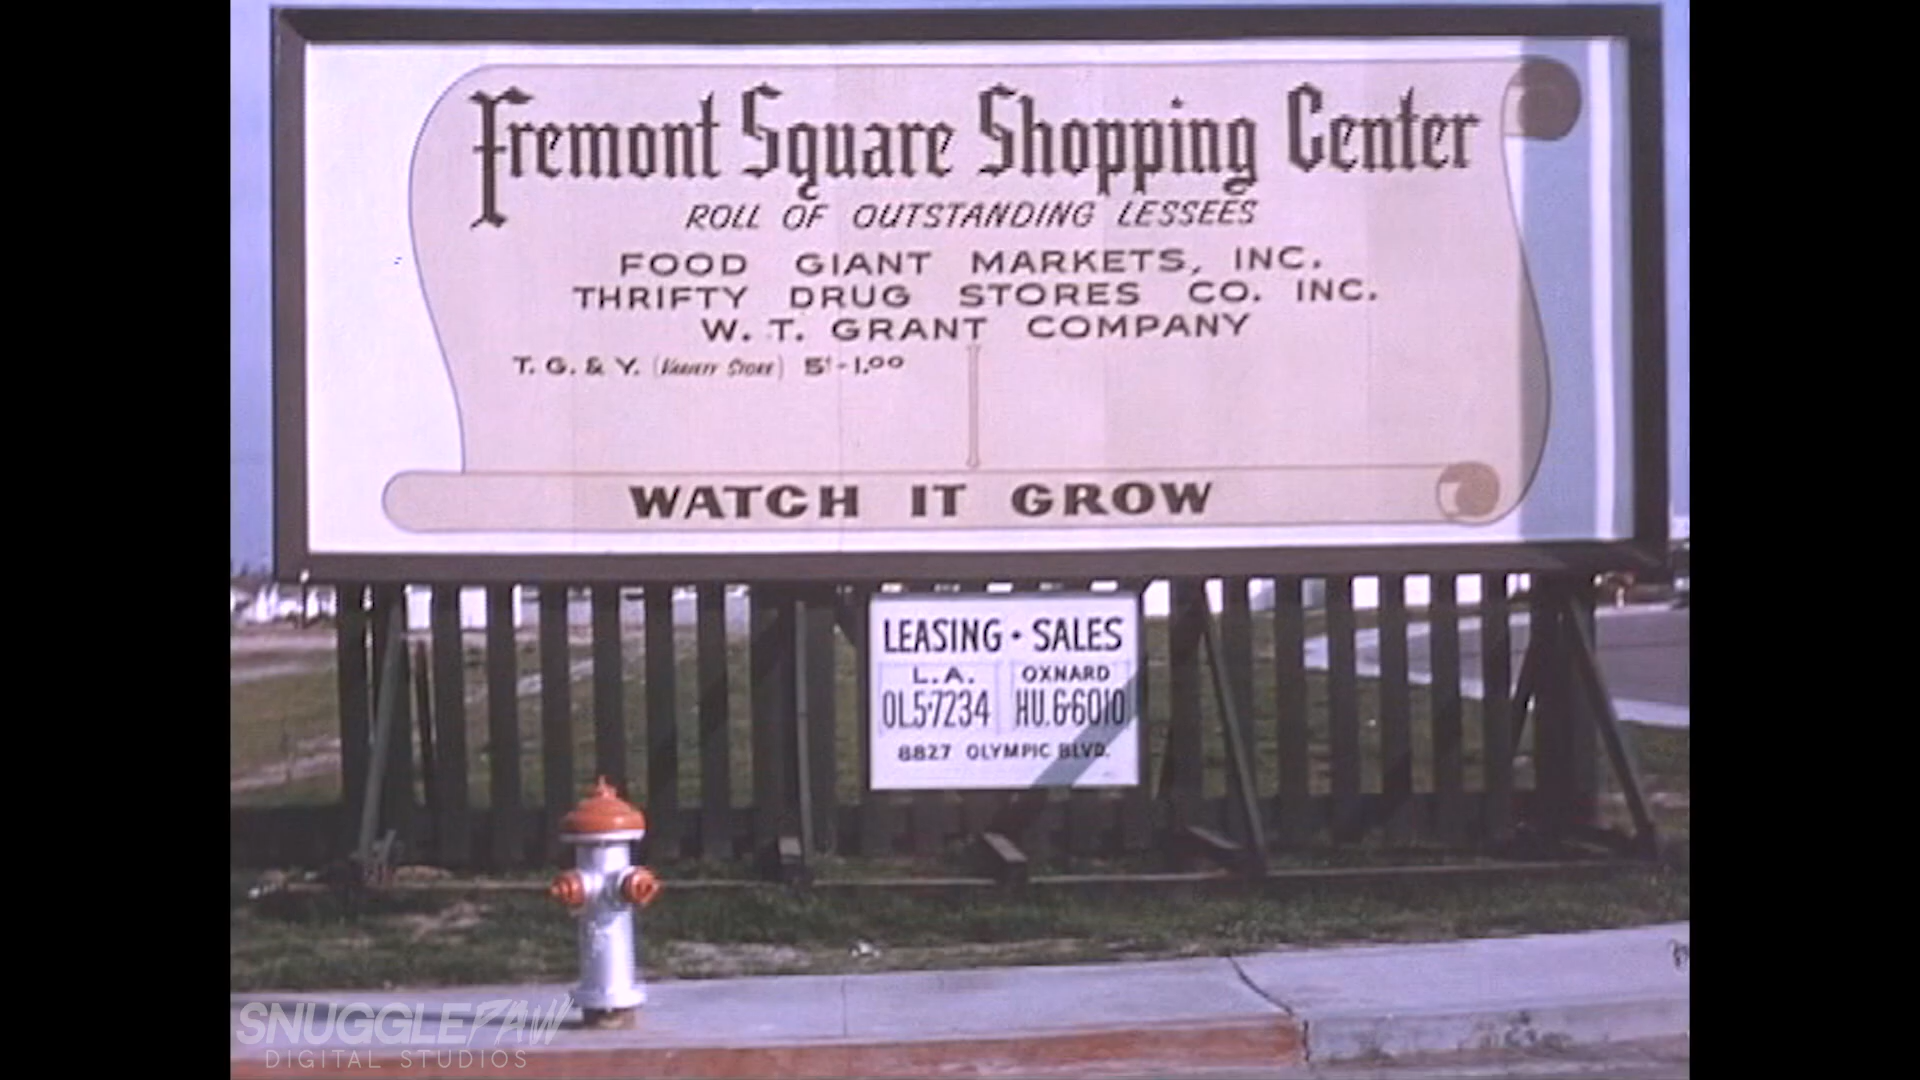 Fremont Square Shopping Center
ROLL OF OUTSTANDING LESSEES
FOOD GIANT MARKETS, INC.
THRIFTY DRUG STORES CO. INC.
W. T. GRANT COMPANY
T. G. & Y. (VARIETY STORE) 5¢-1.00
WATCH IT GROW
LEASING • SALES
L.A. OXNARD
OL.5-7234 HU.6-6010
8827 OLYMPIC BLVD.
SNUGGLEPAW
DIGITAL STUDIOS